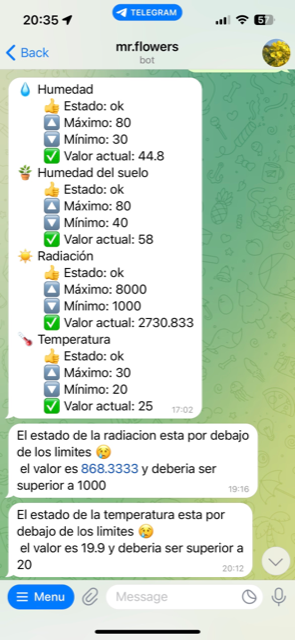 20:35
TELEGRAM
57
Back
mr.flowers
bot
💧 Humedad
👍 Estado: ok
🔼 Máximo: 80
🔽 Mínimo: 30
✅ Valor actual: 44.8
🪴 Humedad del suelo
👍 Estado: ok
🔼 Máximo: 80
🔽 Mínimo: 40
✅ Valor actual: 58
☀️ Radiación
👍 Estado: ok
🔼 Máximo: 8000
🔽 Mínimo: 1000
✅ Valor actual: 2730.833
🌡️ Temperatura
👍 Estado: ok
🔼 Máximo: 30
🔽 Mínimo: 20
✅ Valor actual: 25
17:02
El estado de la radiacion esta por debajo
de los limites 😢
el valor es 868.3333 y deberia ser
superior a 1000
19:16
El estado de la temperatura esta por
debajo de los limites 😢
el valor es 19.9 y deberia ser superior a
20
20:12
Menu
Message